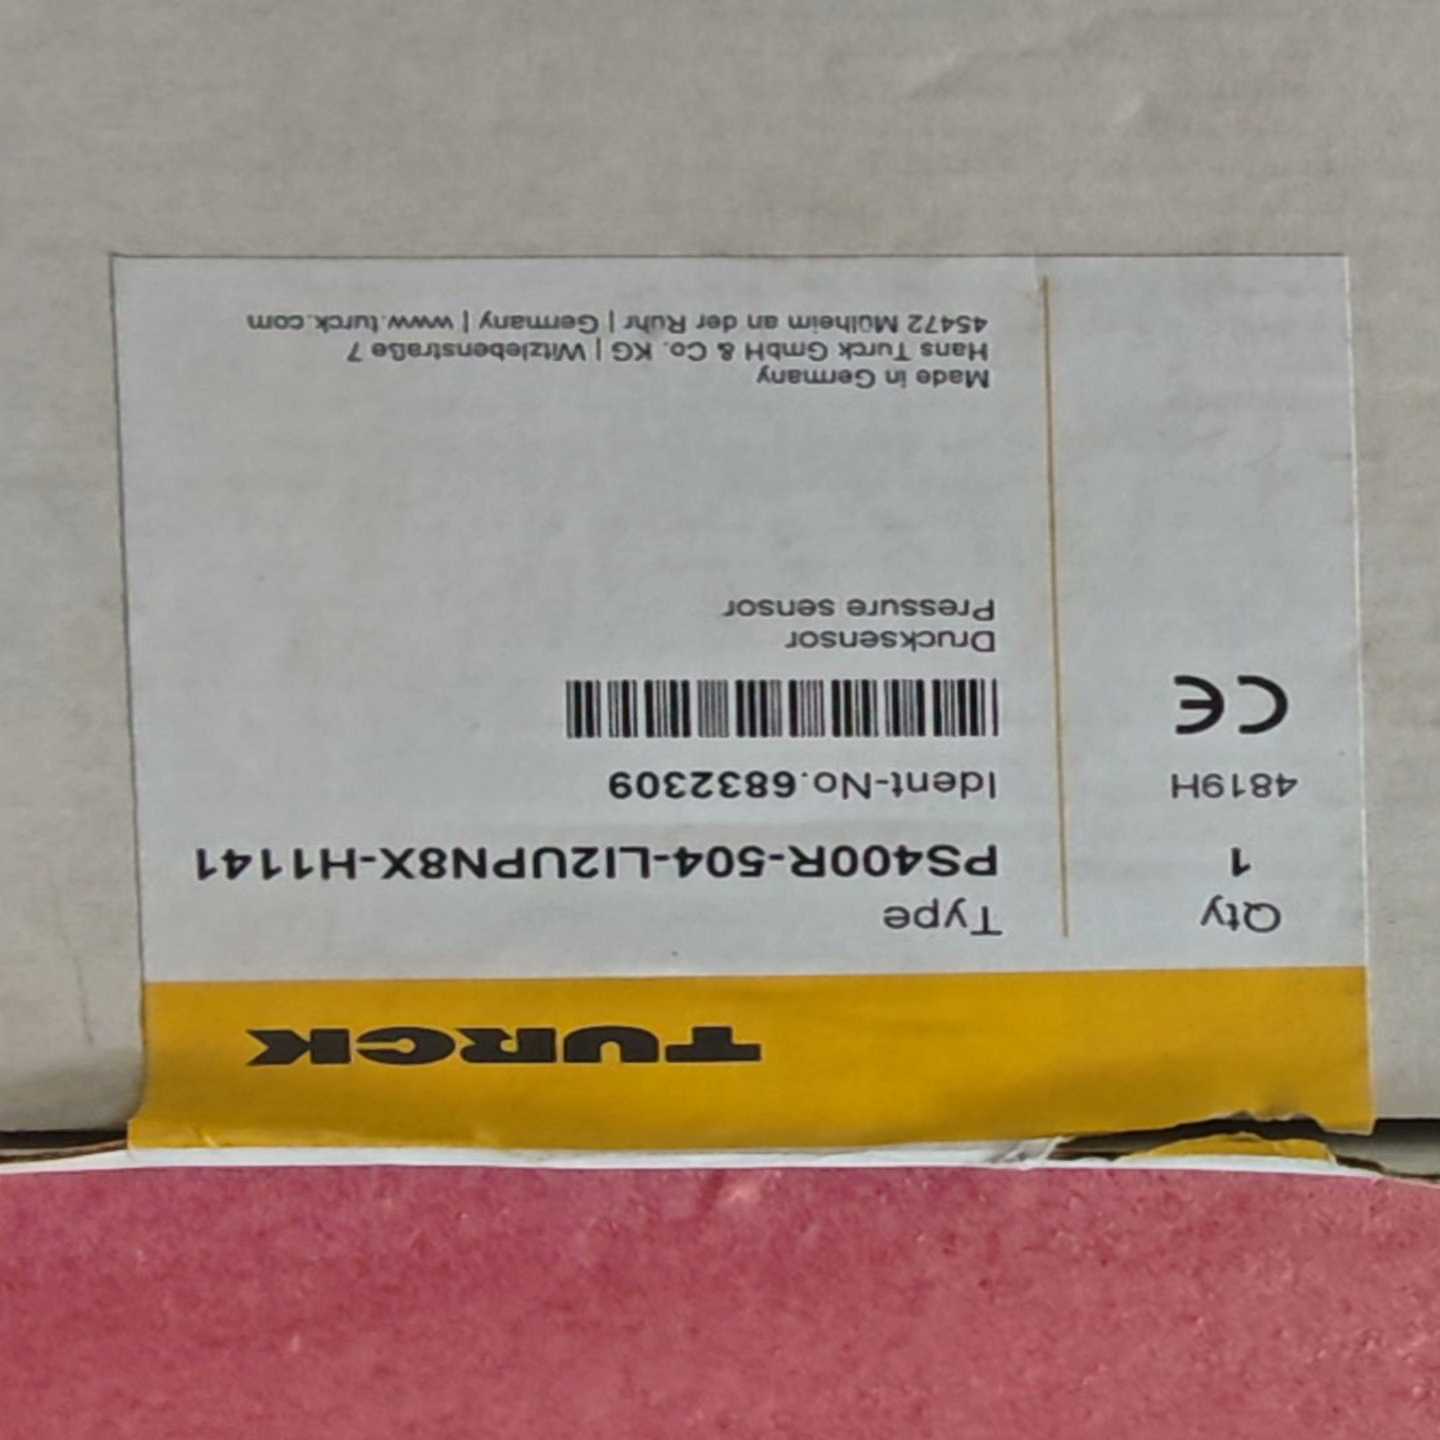 TURCK
Qty
1
4819H
CE
Type
PS400R-504-LI2UPN8X-H1141
Ident-No.6832309
Drucksensor
Pressure sensor
Made in Germany
Hans Turck GmbH & Co. KG | Witzlebenstraße 7
45472 Mülheim an der Ruhr | Germany | www.turck.com